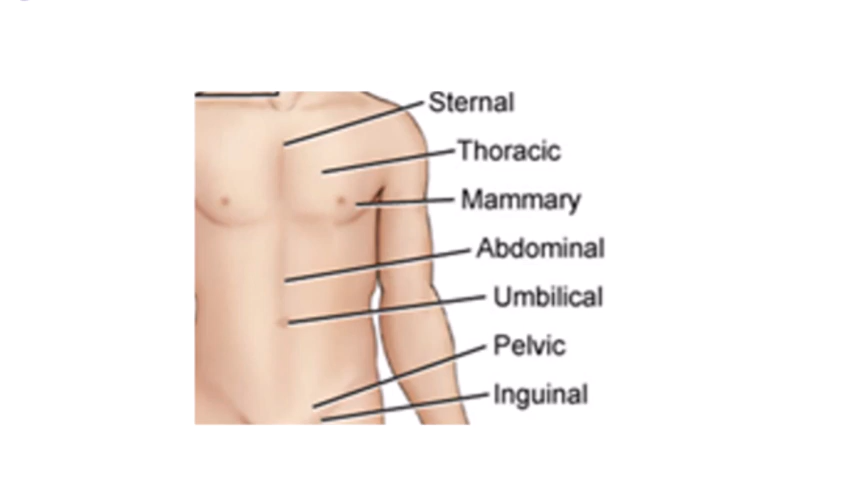 Sternal
Thoracic
Mammary
Abdominal
Umbilical
Pelvic
Inguinal